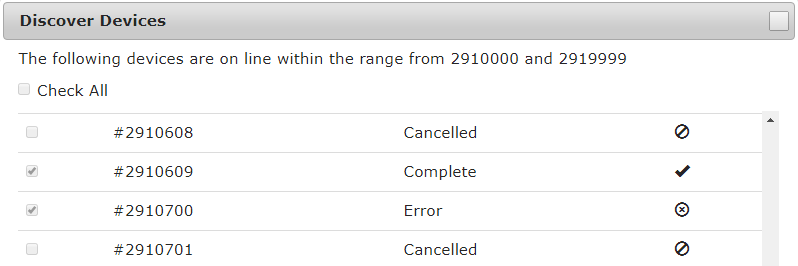 Discover Devices
The following devices are on line within the range from 2910000 and 2919999
Check All
#2910608 Cancelled
#2910609 Complete
#2910700 Error
#2910701 Cancelled